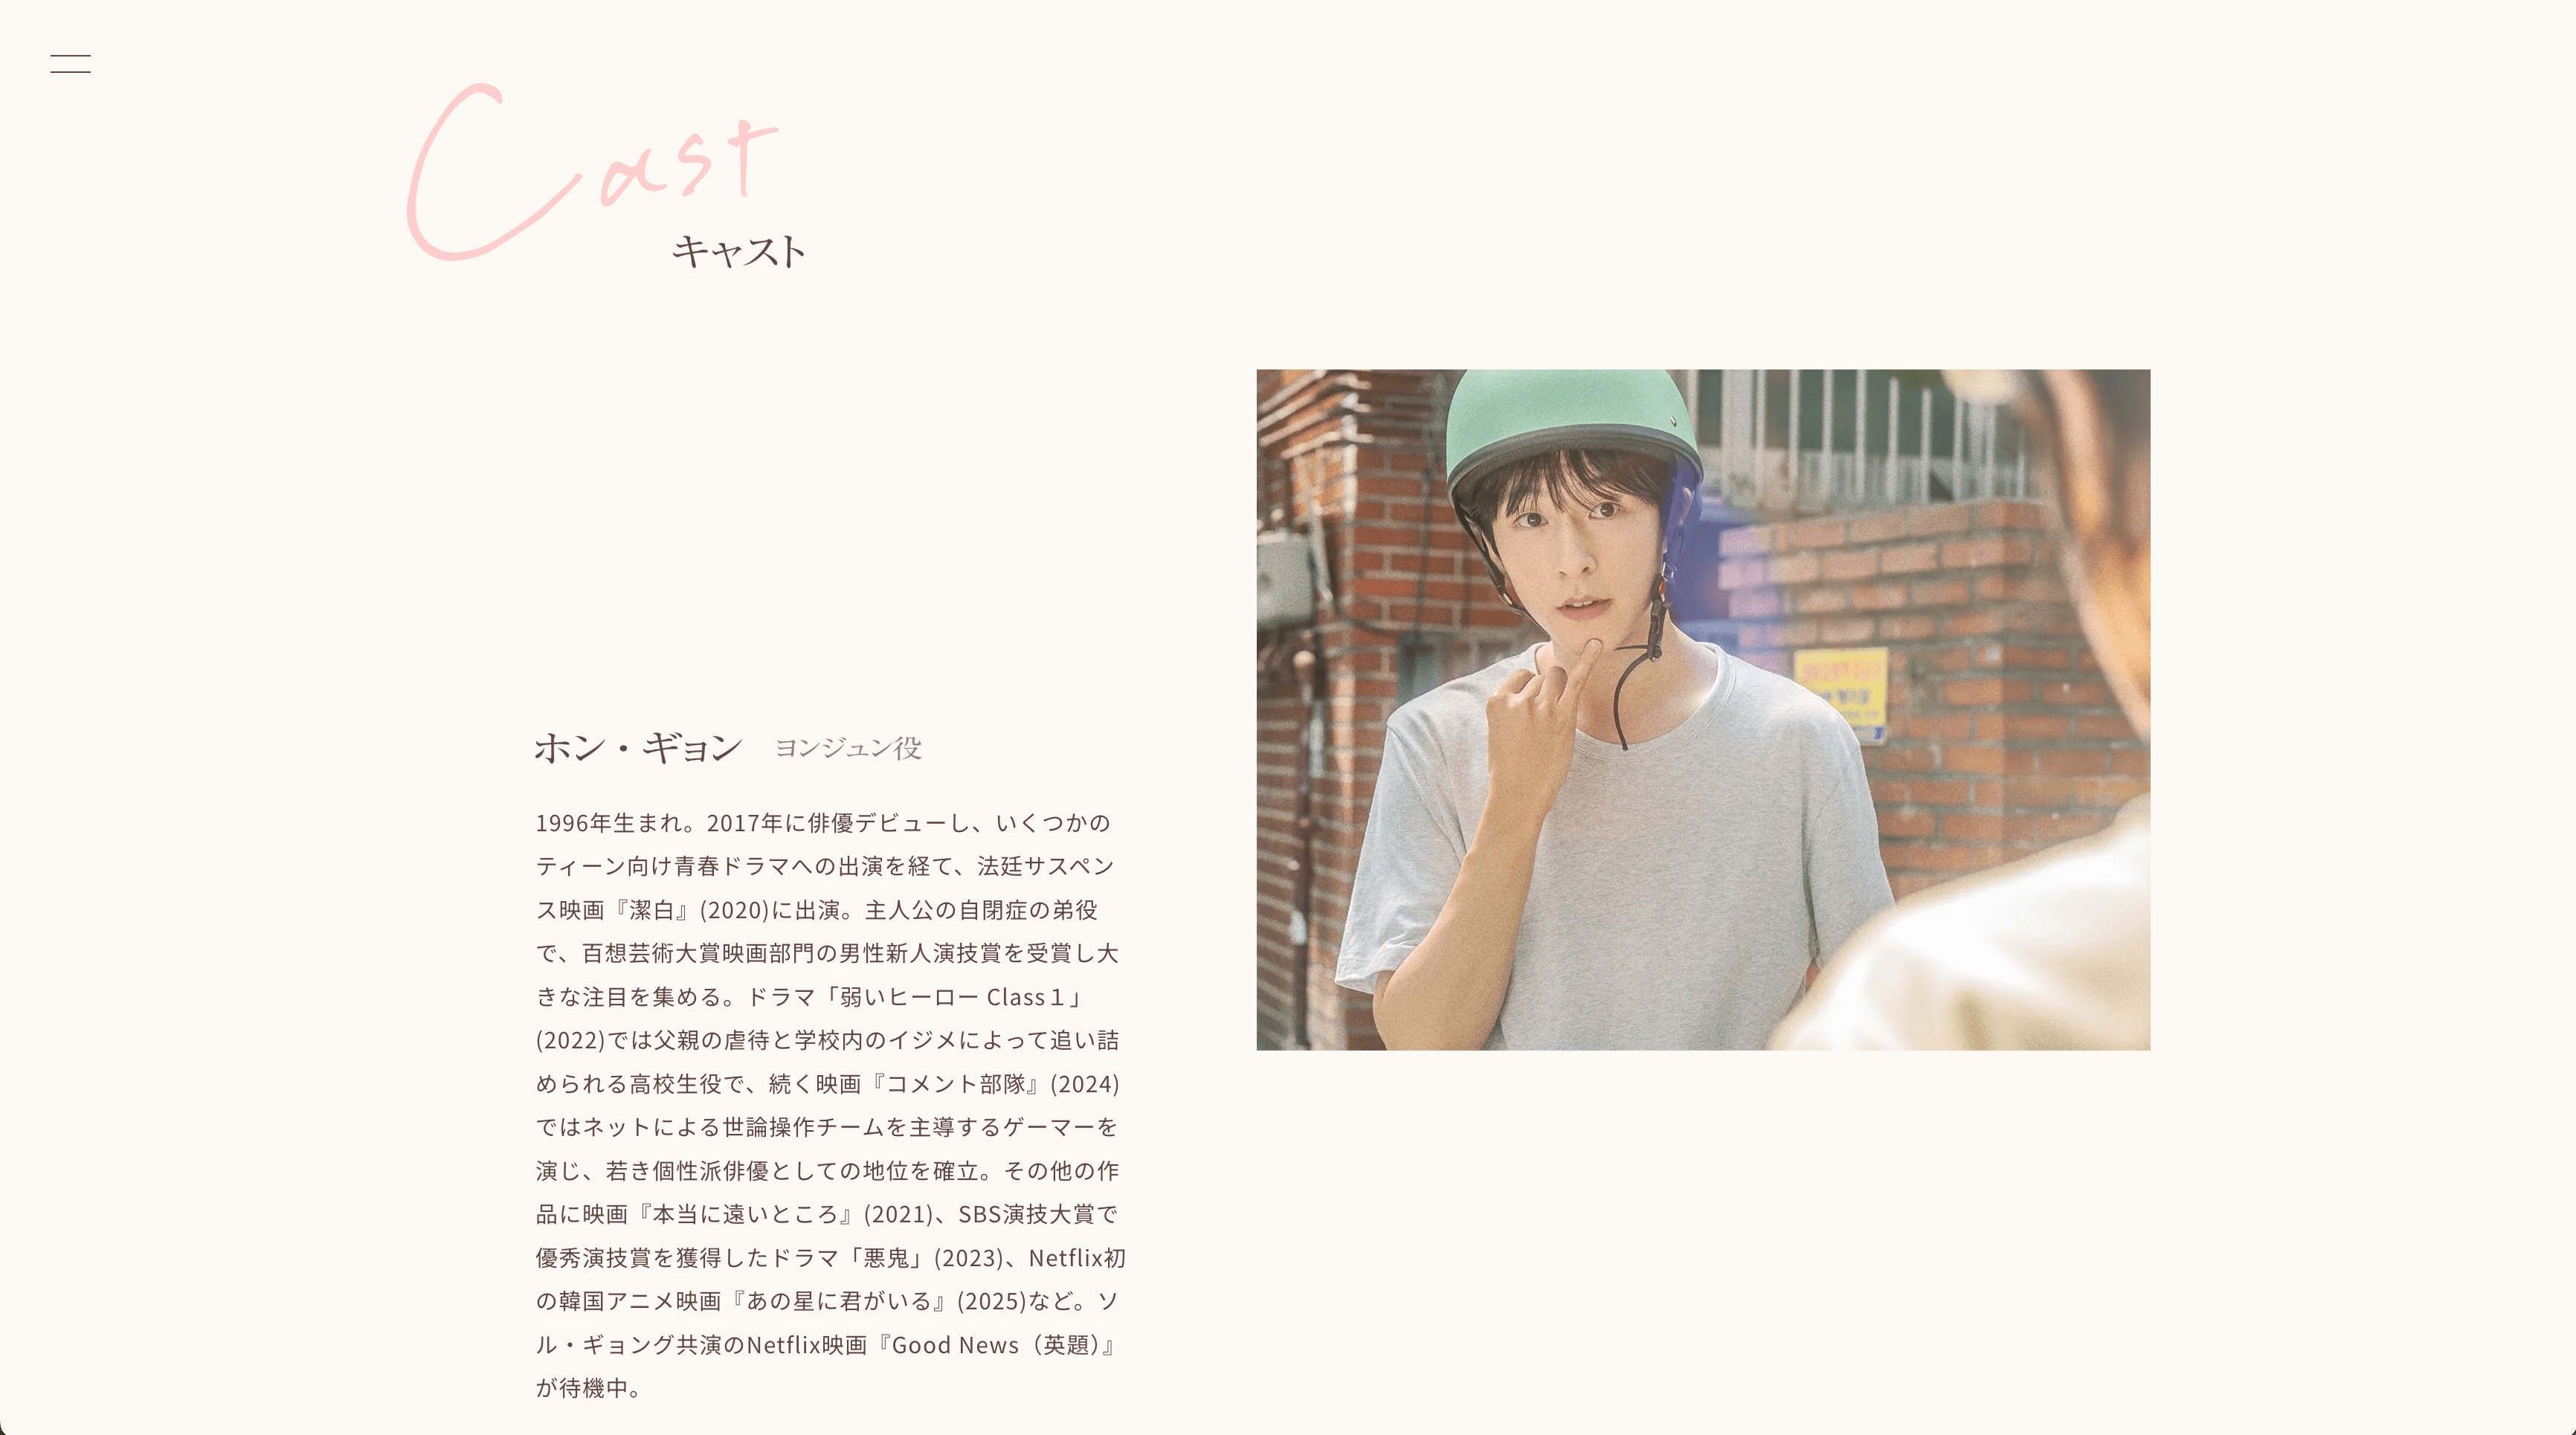 Cast
キャスト
ホン・ギョン ヨンジュン役
1996年生まれ。2017年に俳優デビューし、いくつかの
ティーン向け青春ドラマへの出演を経て、法廷サスペン
ス映画『潔白』(2020)に出演。主人公の自閉症の弟役
で、百想芸術大賞映画部門の男性新人演技賞を受賞し大
きな注目を集める。ドラマ「弱いヒーロー Class１」
(2022)では父親の虐待と学校内のイジメによって追い詰
められる高校生役で、続く映画『コメント部隊』(2024)
ではネットによる世論操作チームを主導するゲーマーを
演じ、若き個性派俳優としての地位を確立。その他の作
品に映画『本当に遠いところ』(2021)、SBS演技大賞で
優秀演技賞を獲得したドラマ「悪鬼」(2023)、Netflix初
の韓国アニメ映画『あの星に君がいる』(2025)など。ソ
ル・ギョング共演のNetflix映画『Good News（英題）』
が待機中。